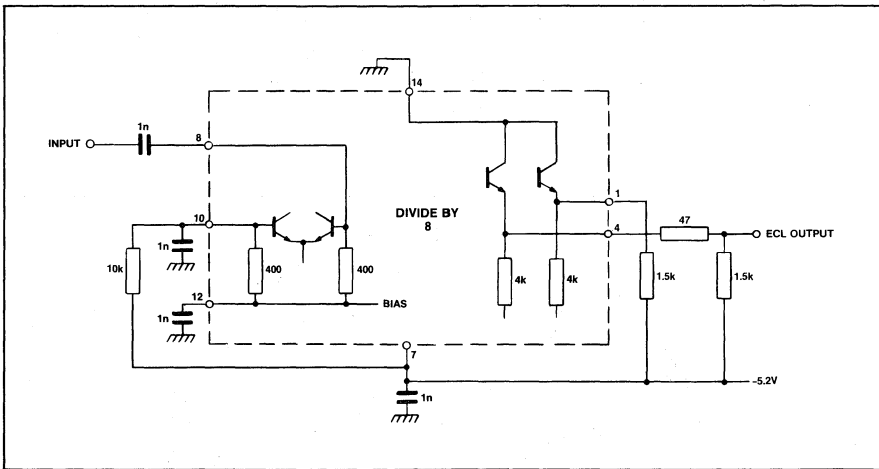 14
1n
INPUT
8
1
DIVIDE BY
8
47
10
4
ECL OUTPUT
1n
10k
400
400
4k
4k
1.5k
1.5k
12
BIAS
1n
7
-5.2V
1n